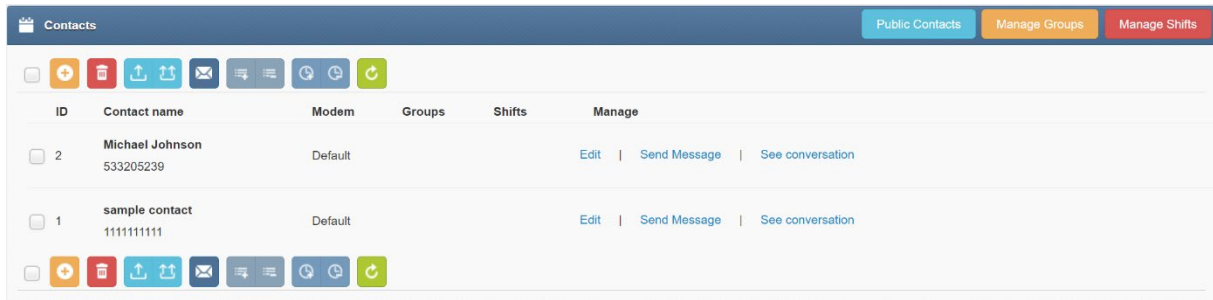 Contacts Public Contacts Manage Groups Manage Shifts
ID Contact name Modem Groups Shifts Manage
2 Michael Johnson Default Edit | Send Message | See conversation
533205239
1 sample contact Default Edit | Send Message | See conversation
1111111111